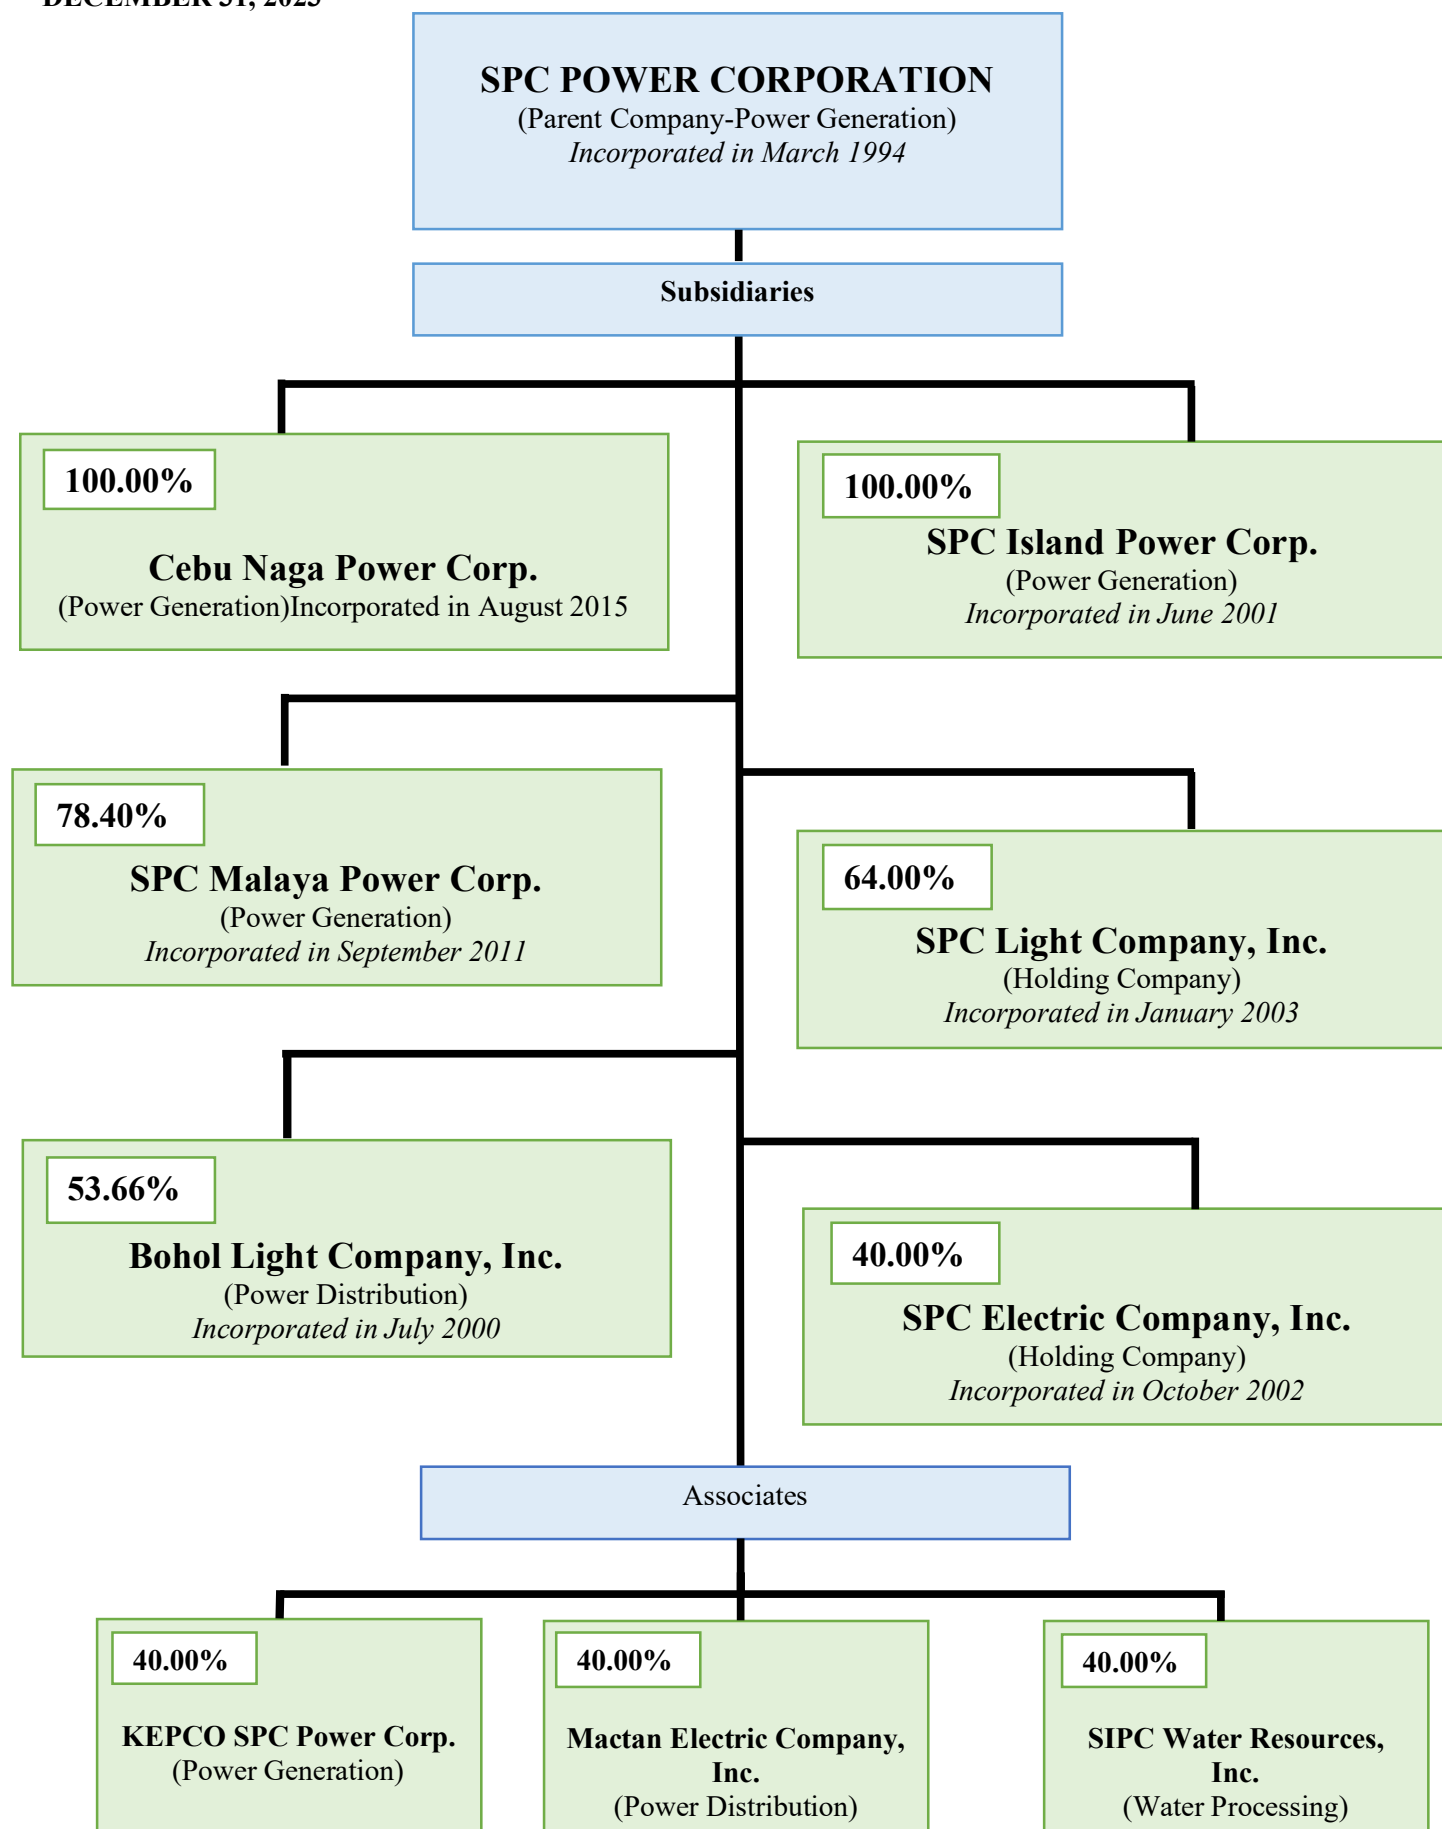 DECEMBER 31, 2023
SPC POWER CORPORATION
(Parent Company-Power Generation)
Incorporated in March 1994
Subsidiaries
100.00%
Cebu Naga Power Corp.
(Power Generation)Incorporated in August 2015
100.00%
SPC Island Power Corp.
(Power Generation)
Incorporated in June 2001
78.40%
SPC Malaya Power Corp.
(Power Generation)
Incorporated in September 2011
64.00%
SPC Light Company, Inc.
(Holding Company)
Incorporated in January 2003
53.66%
Bohol Light Company, Inc.
(Power Distribution)
Incorporated in July 2000
40.00%
SPC Electric Company, Inc.
(Holding Company)
Incorporated in October 2002
Associates
40.00%
KEPCO SPC Power Corp.
(Power Generation)
40.00%
Mactan Electric Company,
Inc.
(Power Distribution)
40.00%
SIPC Water Resources,
Inc.
(Water Processing)